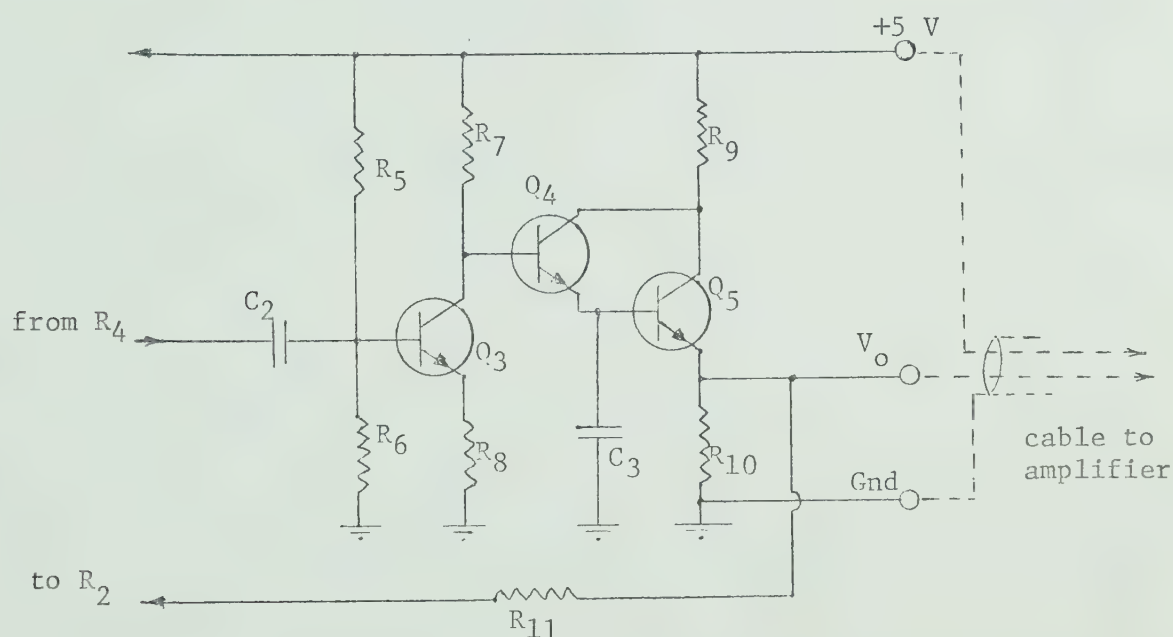 +5 V
R7
R9
R5
Q4
Q5
C2
from R4
Q3
Vo
R6
R8
C3
R10
cable to
amplifier
Gnd
to R2
R11